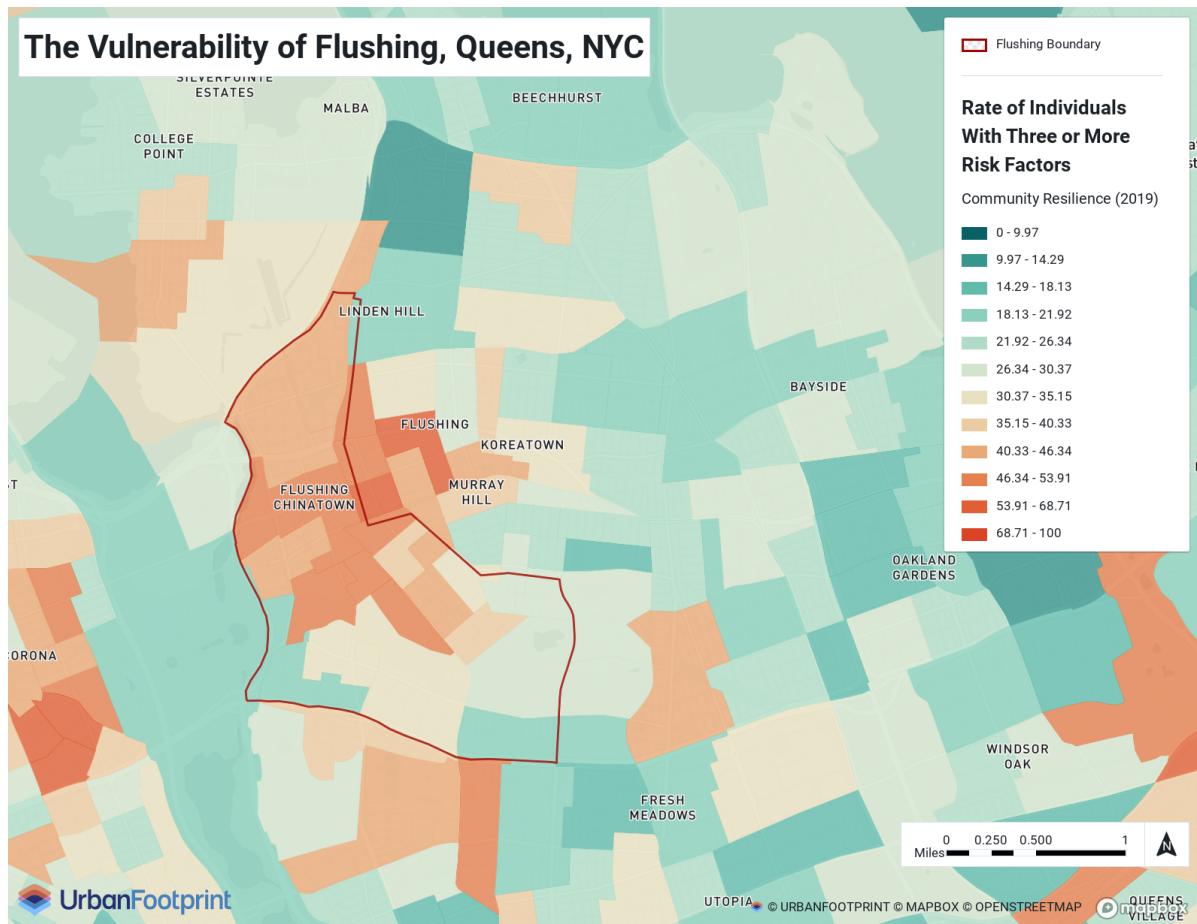 The Vulnerability of Flushing, Queens, NYC
SILVERPOINTE
ESTATES
MALBA
BEECHHURST
COLLEGE
POINT
LINDEN HILL
BAYSIDE
FLUSHING
KOREATOWN
FLUSHING
CHINATOWN
MURRAY
HILL
OAKLAND
GARDENS
CORONA
WINDSOR
OAK
FRESH
MEADOWS
UTOPIA
QUEENS
VILLAGE
Flushing Boundary
Rate of Individuals
With Three or More
Risk Factors
Community Resilience (2019)
0 - 9.97
9.97 - 14.29
14.29 - 18.13
18.13 - 21.92
21.92 - 26.34
26.34 - 30.37
30.37 - 35.15
35.15 - 40.33
40.33 - 46.34
46.34 - 53.91
53.91 - 68.71
68.71 - 100
0 0.250 0.500 1
Miles
N
UrbanFootprint
© URBANFOOTPRINT © MAPBOX © OPENSTREETMAP
mapbox